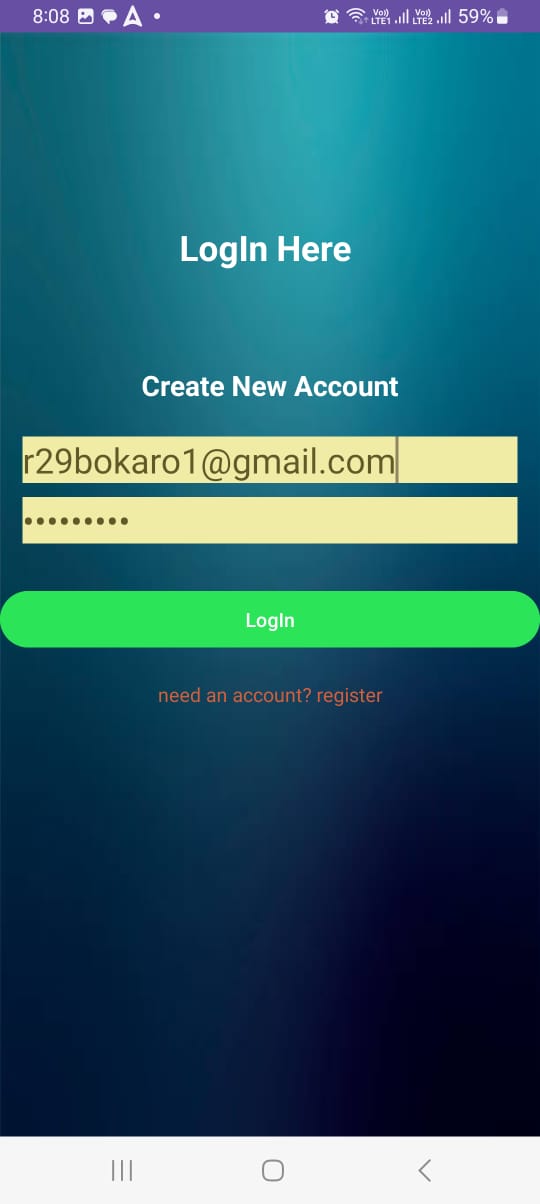 8:08 Vo)) LTE1 Vo)) LTE2 59%
LogIn Here
Create New Account
r29bokaro1@gmail.com
•••••••••
LogIn
need an account? register